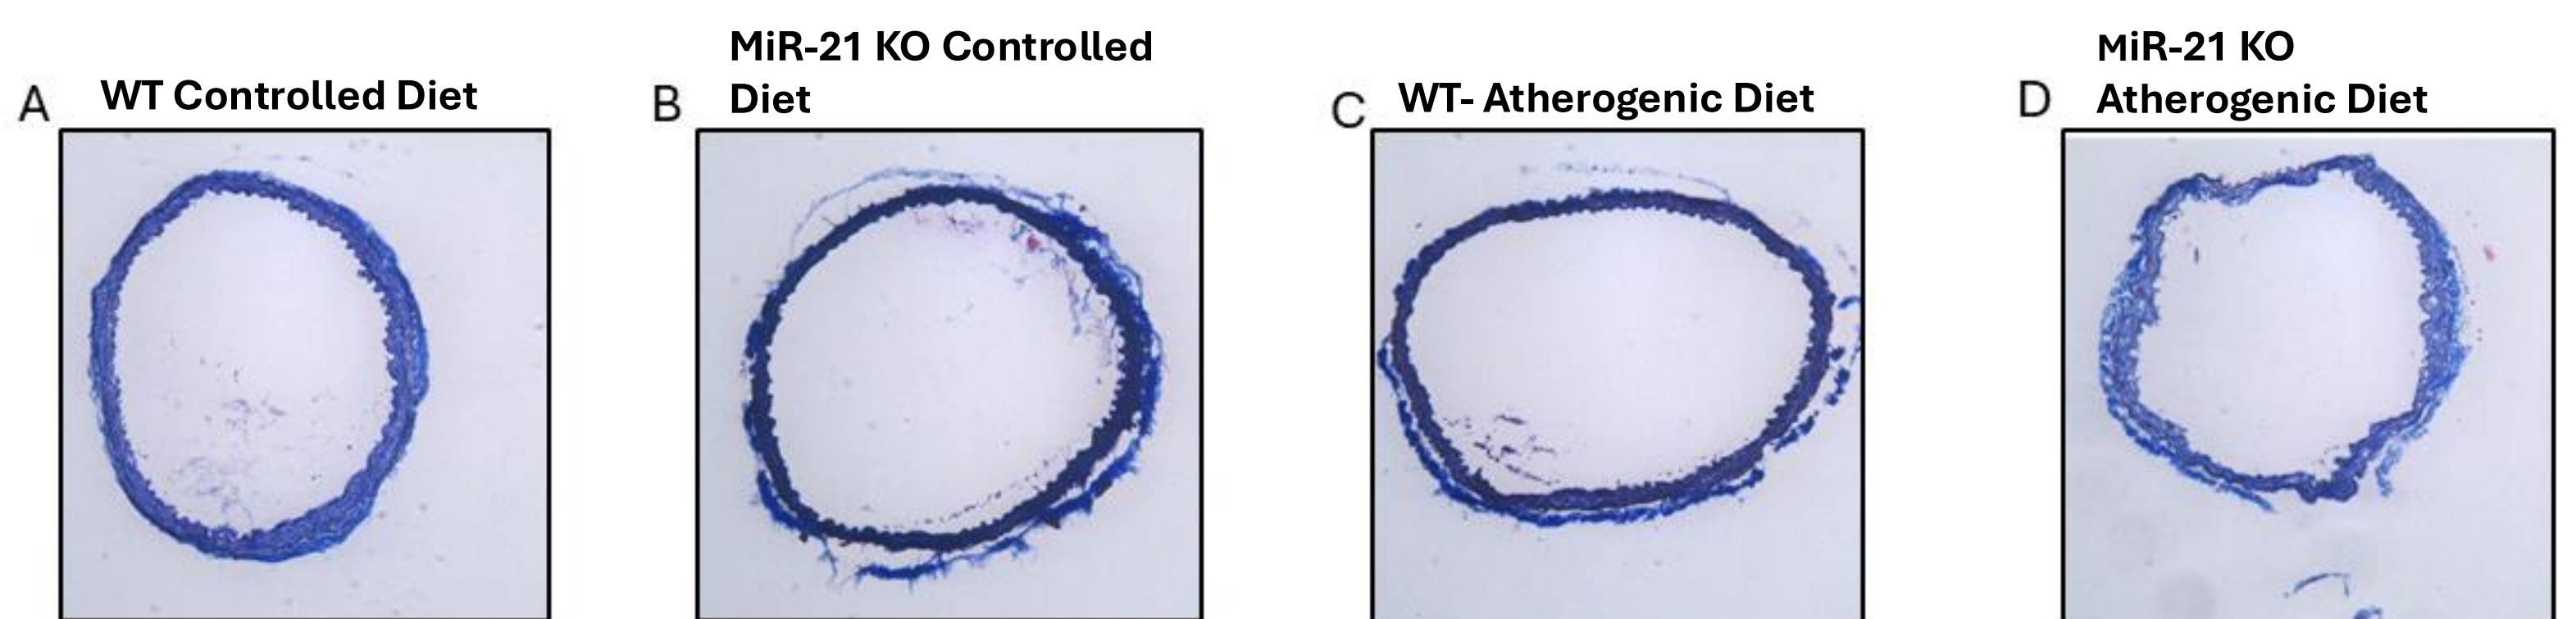 A WT Controlled Diet
B MiR-21 KO Controlled
Diet
C WT- Atherogenic Diet
D MiR-21 KO
Atherogenic Diet